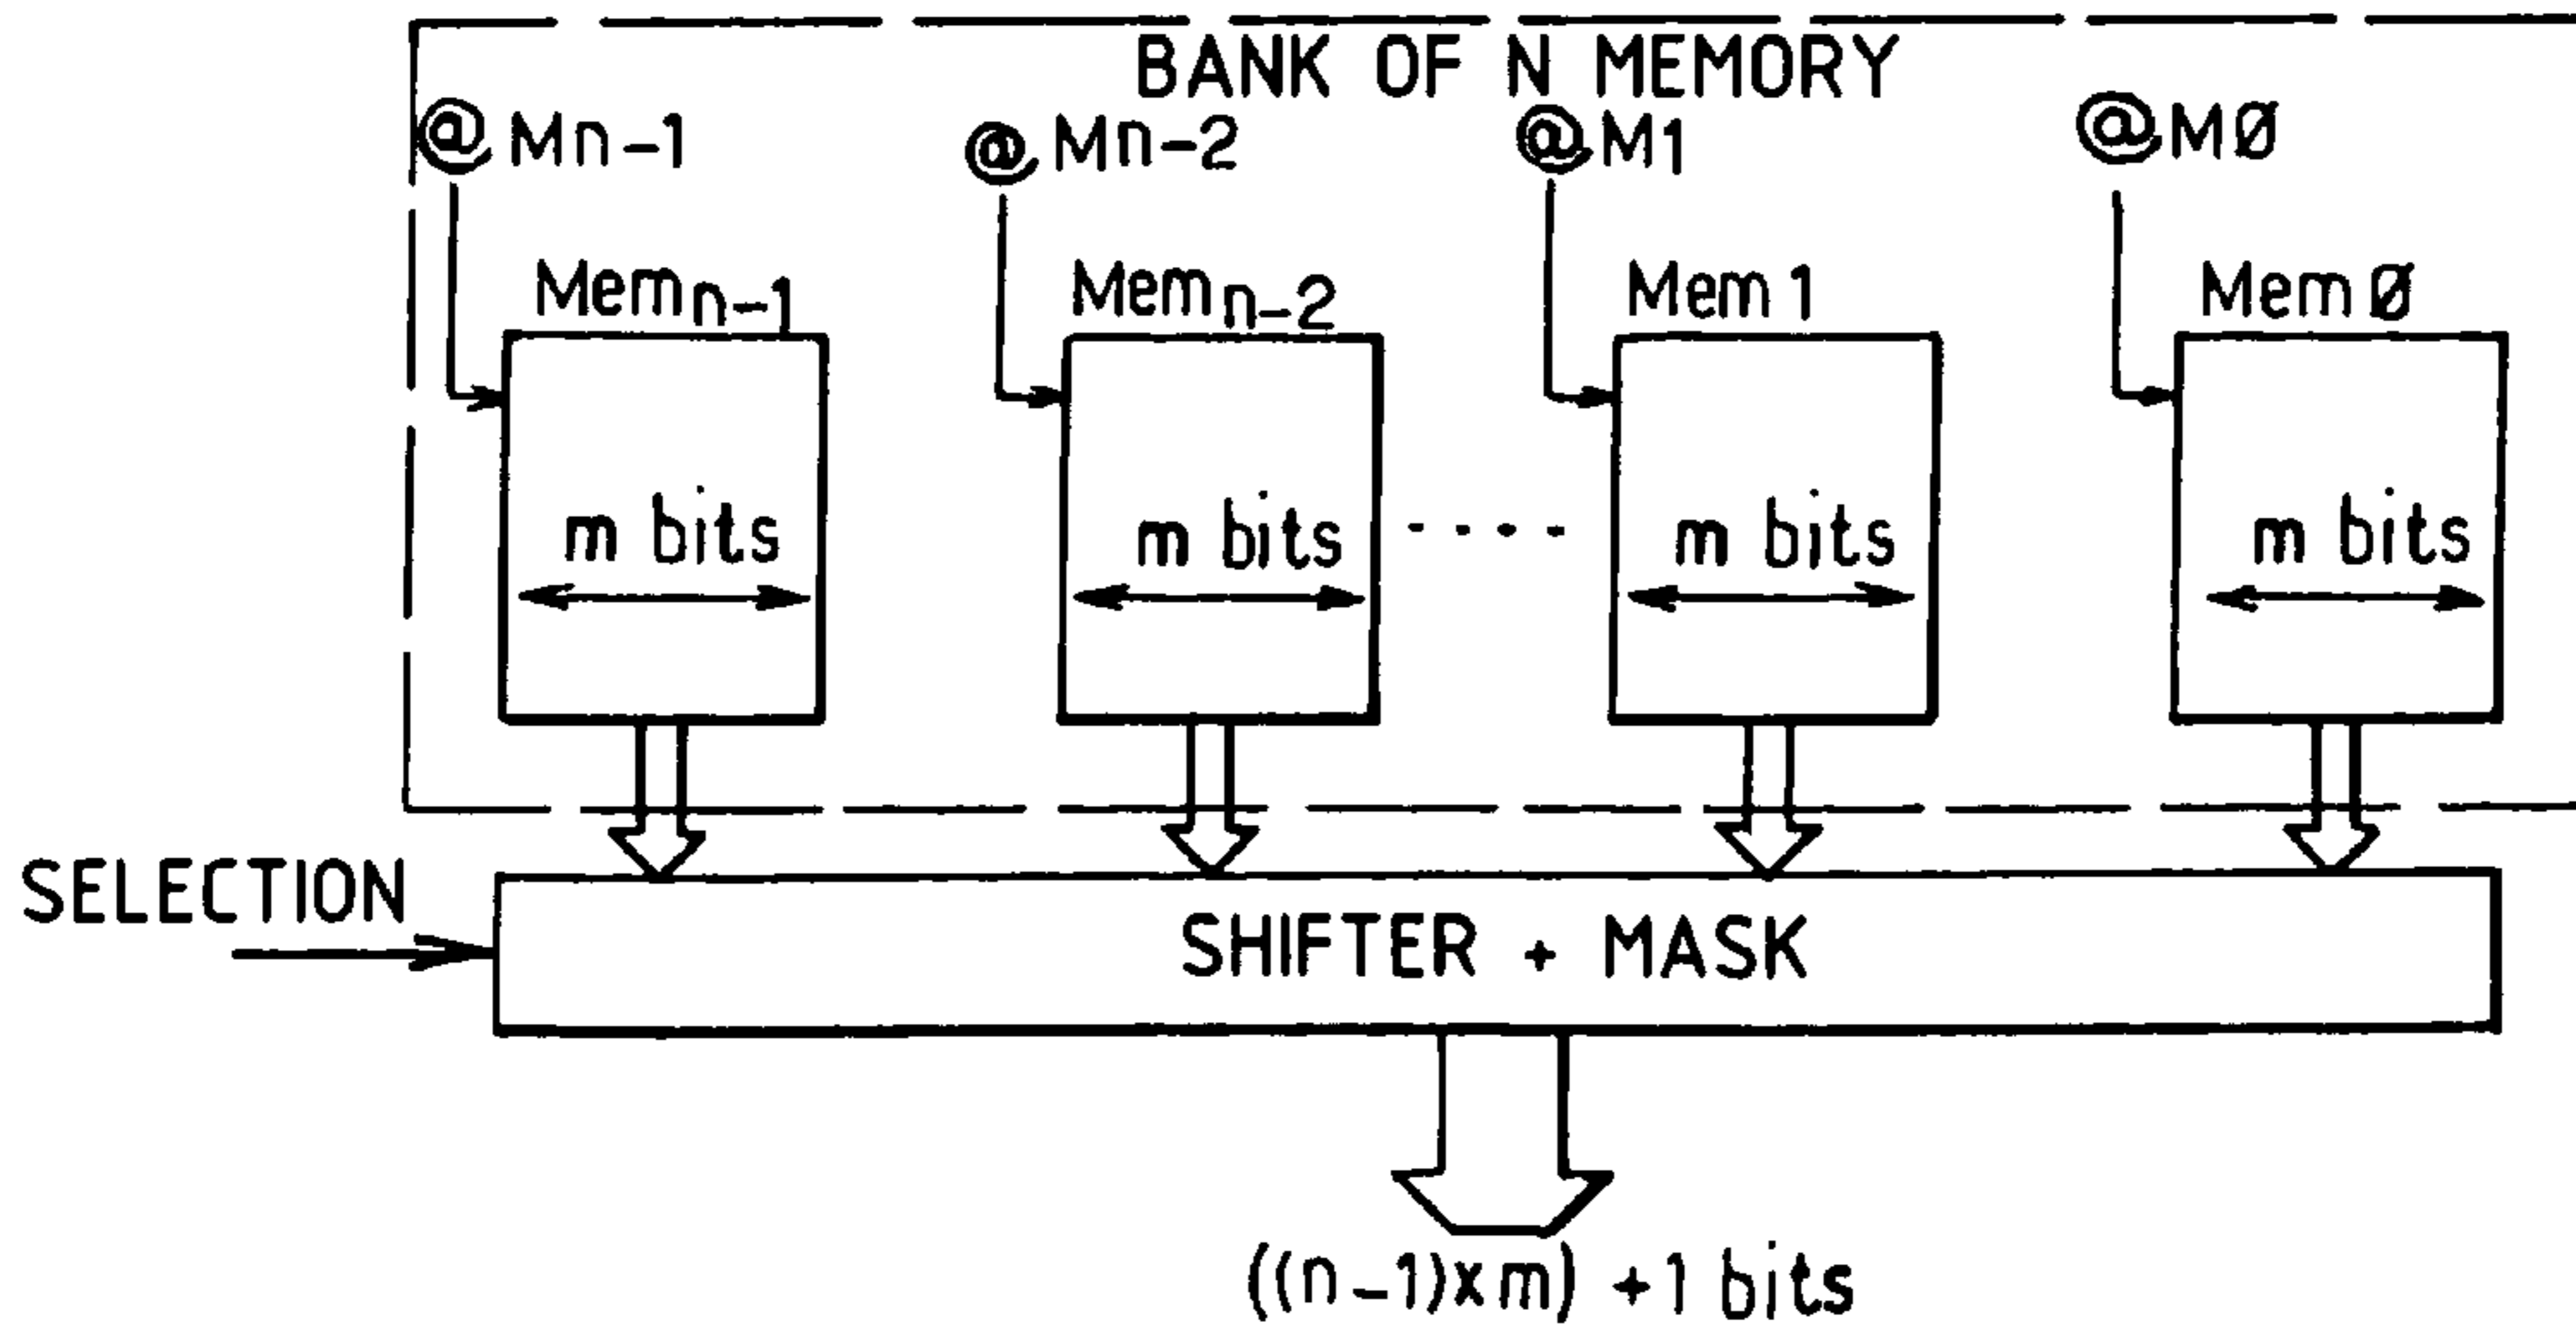 BANK OF N MEMORY
@ Mn-1 @ Mn-2 @ M1 @ MØ
Memn-1 Memn-2 Mem 1 Mem Ø
m bits m bits . . . . m bits m bits
SELECTION
SHIFTER + MASK
((n-1)xm) +1 bits